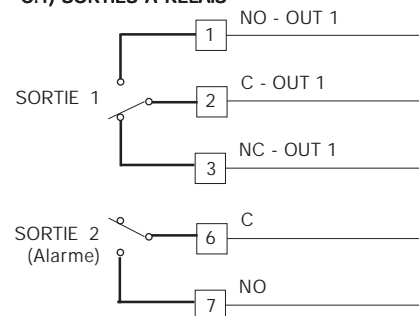 SORTIES A RELAIS
NO - OUT 1
1
SORTIE 1
C - OUT 1
2
NC - OUT 1
3
SORTIE 2
(Alarme)
C
6
NO
7